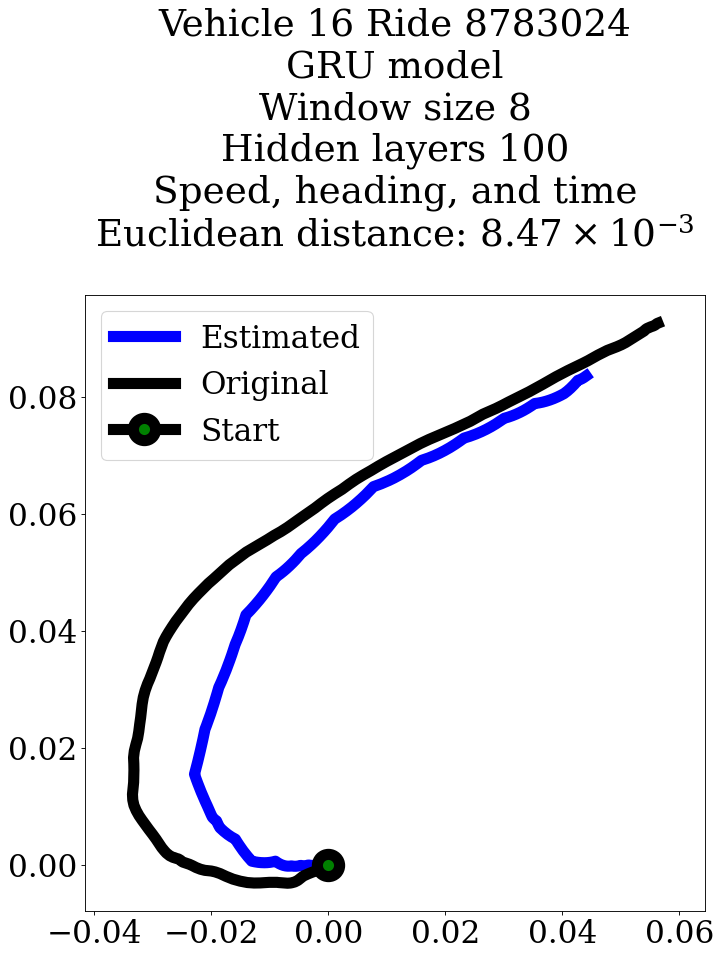 Vehicle 16 Ride 8783024
GRU model
Window size 8
Hidden layers 100
Speed, heading, and time
Euclidean distance: 8.47 × 10⁻³
Estimated
Original
Start
0.08
0.06
0.04
0.02
0.00
−0.04 −0.02 0.00 0.02 0.04 0.06